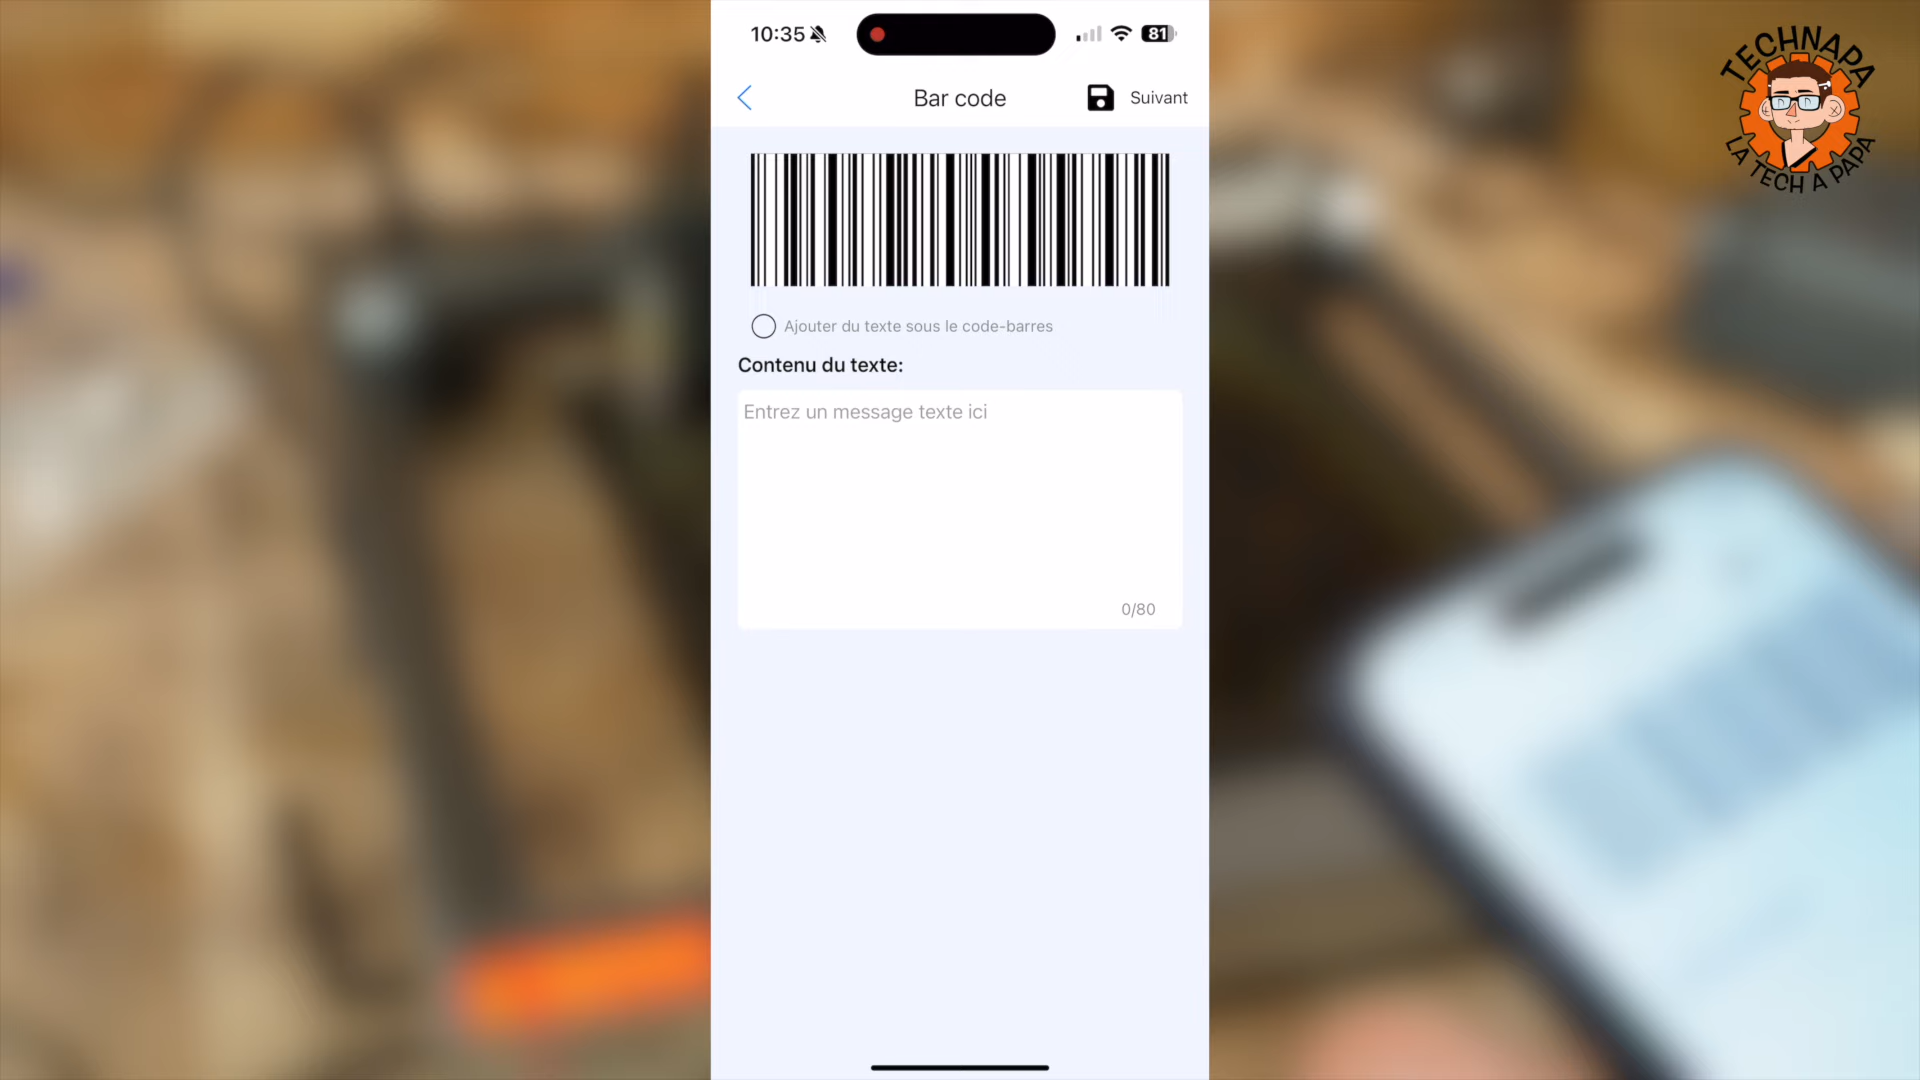 10:35
81
Bar code
Suivant
Ajouter du texte sous le code-barres
Contenu du texte:
Entrez un message texte ici
0/80
TECHNAPA
LA TECH A PAPA